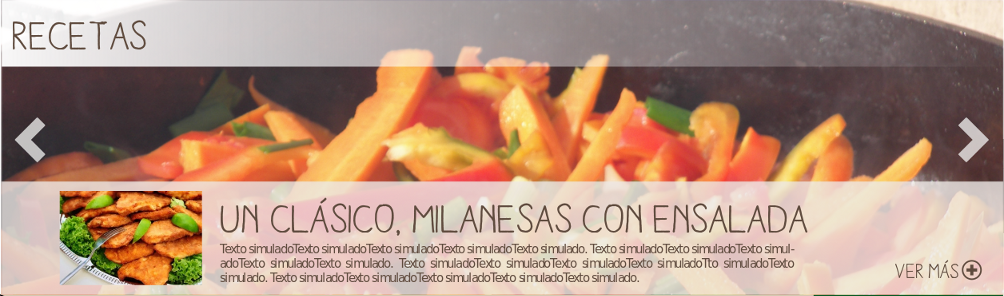 RECETAS
UN CLÁSICO, MILANESAS CON ENSALADA
Texto simuladoTexto simuladoTexto simuladoTexto simuladoTexto simulado. Texto simuladoTexto simuladoTexto simul-
adoTexto simuladoTexto simulado. Texto simuladoTexto simuladoTexto simuladoTexto simuladoTto simuladoTexto
simulado. Texto simuladoTexto simuladoTexto simuladoTexto simuladoTexto simulado.
VER MÁS